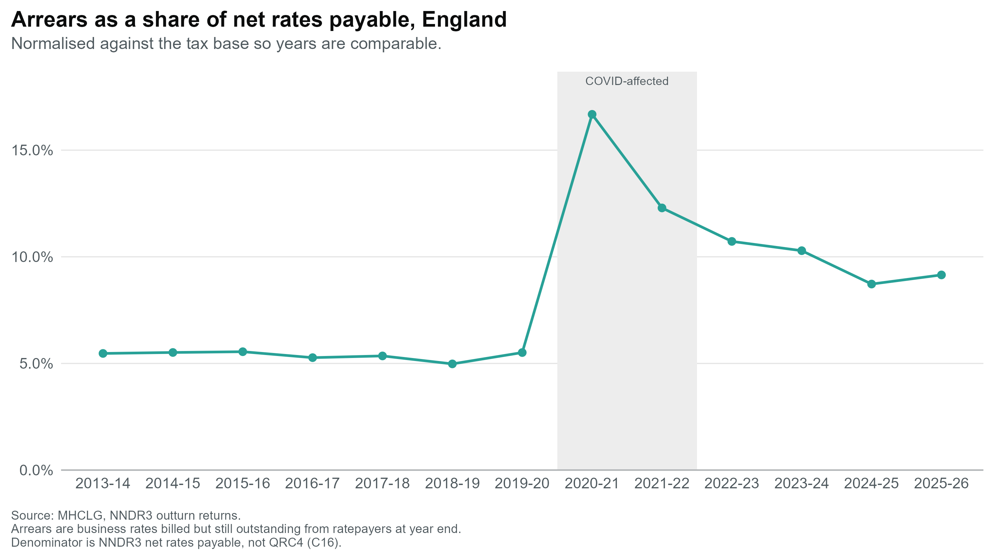 Arrears as a share of net rates payable, England
Normalised against the tax base so years are comparable.
COVID-affected
15.0%
10.0%
5.0%
0.0%
2013-14 2014-15 2015-16 2016-17 2017-18 2018-19 2019-20 2020-21 2021-22 2022-23 2023-24 2024-25 2025-26
Source: MHCLG, NNDR3 outturn returns.
Arrears are business rates billed but still outstanding from ratepayers at year end.
Denominator is NNDR3 net rates payable, not QRC4 (C16).